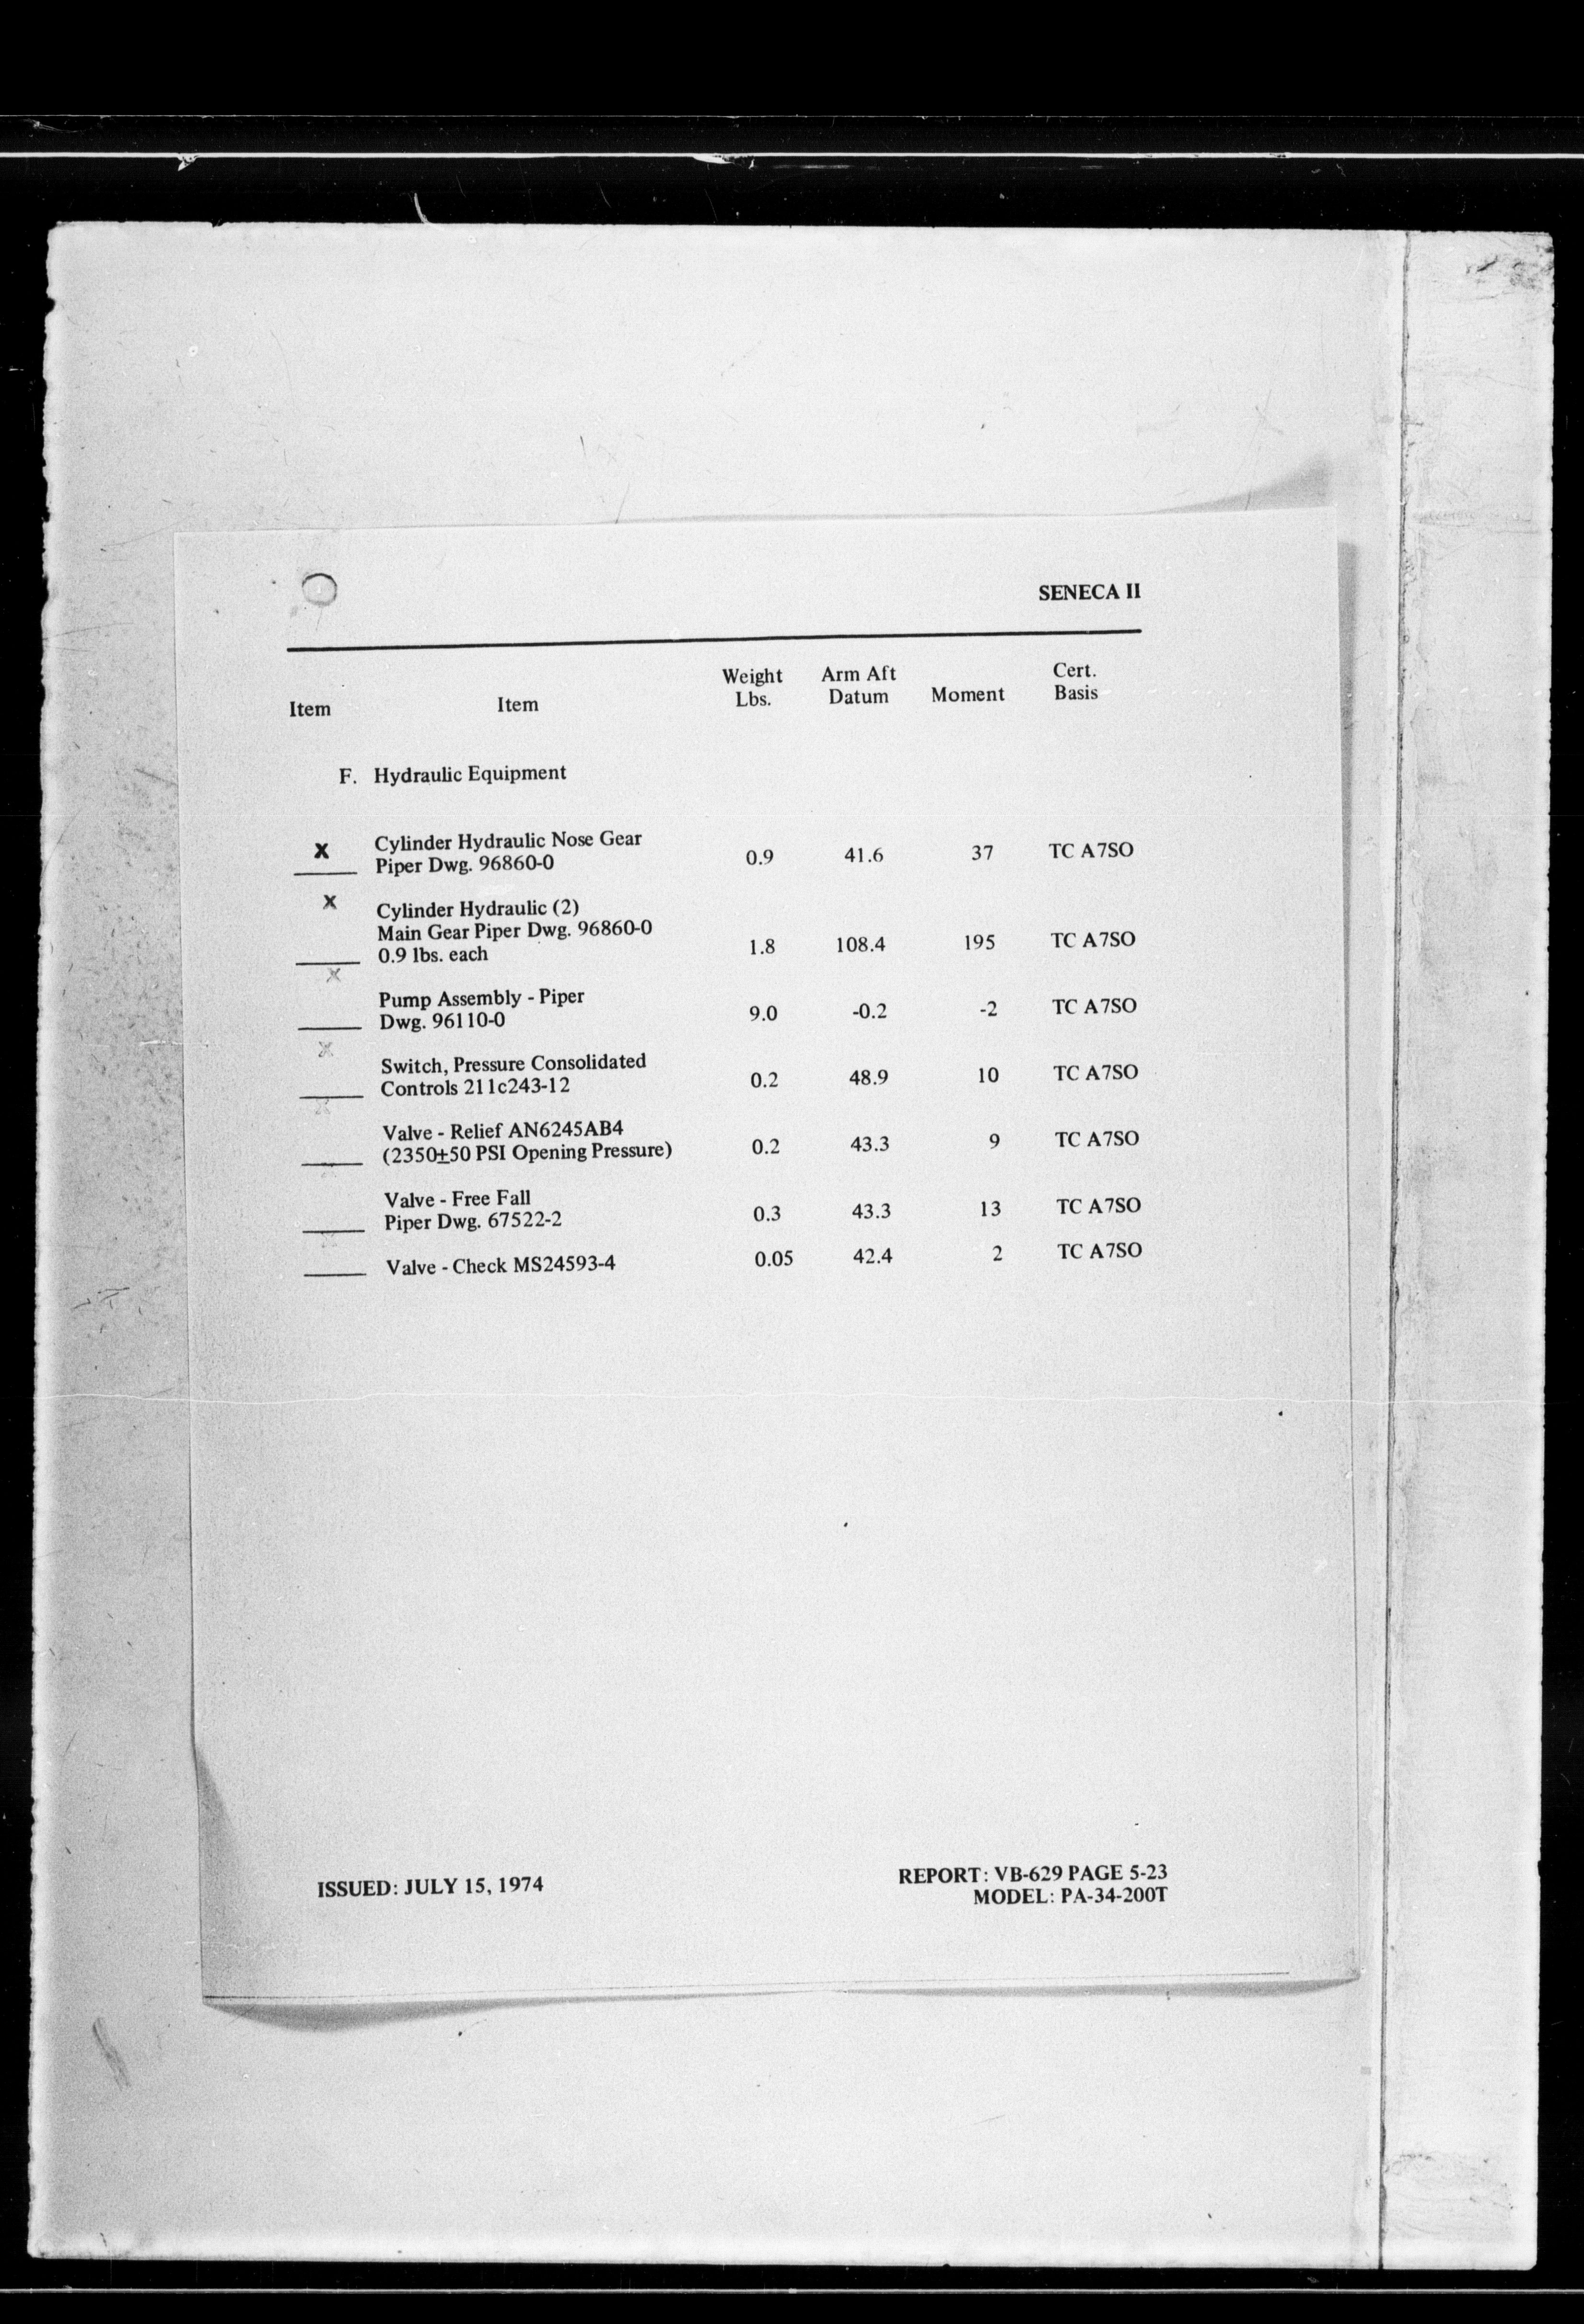 SENECA II
Item Item Weight Lbs. Arm Aft Datum Moment Cert. Basis
F. Hydraulic Equipment
X Cylinder Hydraulic Nose Gear
Piper Dwg. 96860-0 0.9 41.6 37 TC A7SO
X Cylinder Hydraulic (2)
Main Gear Piper Dwg. 96860-0
0.9 lbs. each 1.8 108.4 195 TC A7SO
X Pump Assembly - Piper
Dwg. 96110-0 9.0 -0.2 -2 TC A7SO
X Switch, Pressure Consolidated
Controls 211c243-12 0.2 48.9 10 TC A7SO
X Valve - Relief AN6245AB4
(2350±50 PSI Opening Pressure) 0.2 43.3 9 TC A7SO
Valve - Free Fall
Piper Dwg. 67522-2 0.3 43.3 13 TC A7SO
Valve - Check MS24593-4 0.05 42.4 2 TC A7SO
ISSUED: JULY 15, 1974
REPORT: VB-629 PAGE 5-23
MODEL: PA-34-200T